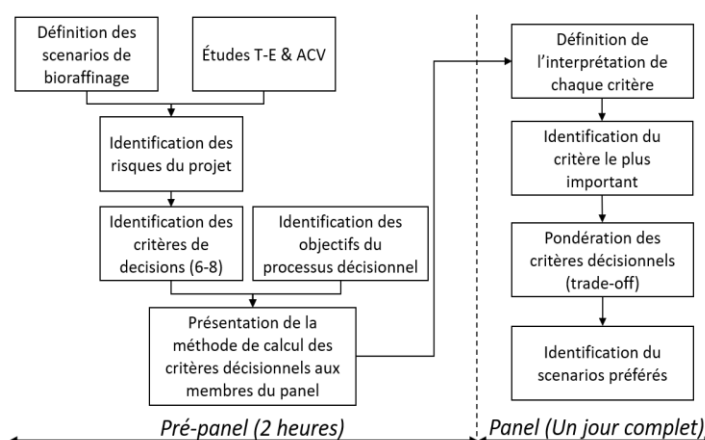 Définition des
scenarios de
bioraffinage
Études T-E & ACV
Identification des
risques du projet
Identification des
critères de
decisions (6-8)
Identification des
objectifs du
processus décisionnel
Présentation de la
méthode de calcul des
critères décisionnels aux
membres du panel
Pré-panel (2 heures)
Définition de
l'interprétation de
chaque critère
Identification du
critère le plus
important
Pondération des
critères décisionnels
(trade-off)
Identification du
scenarios préférés
Panel (Un jour complet)